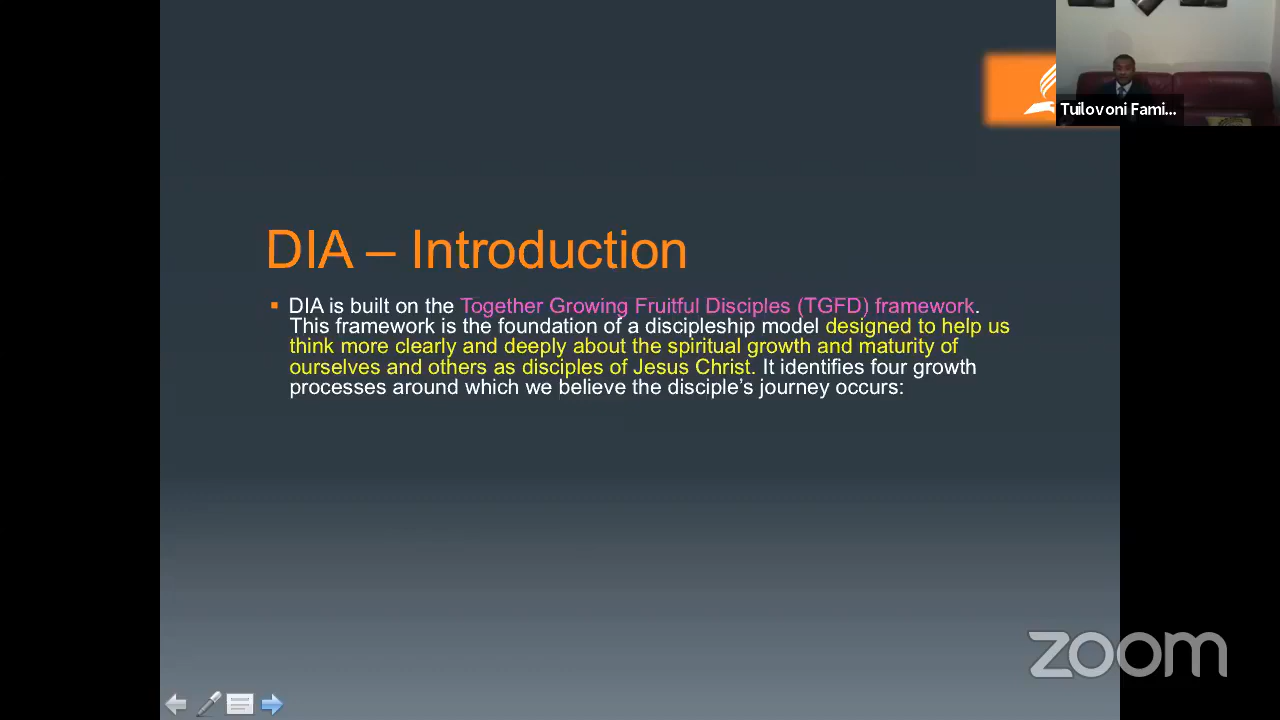 Tuilovoni Fami...
DIA – Introduction
DIA is built on the Together Growing Fruitful Disciples (TGFD) framework.
This framework is the foundation of a discipleship model designed to help us
think more clearly and deeply about the spiritual growth and maturity of
ourselves and others as disciples of Jesus Christ. It identifies four growth
processes around which we believe the disciple’s journey occurs:
zoom